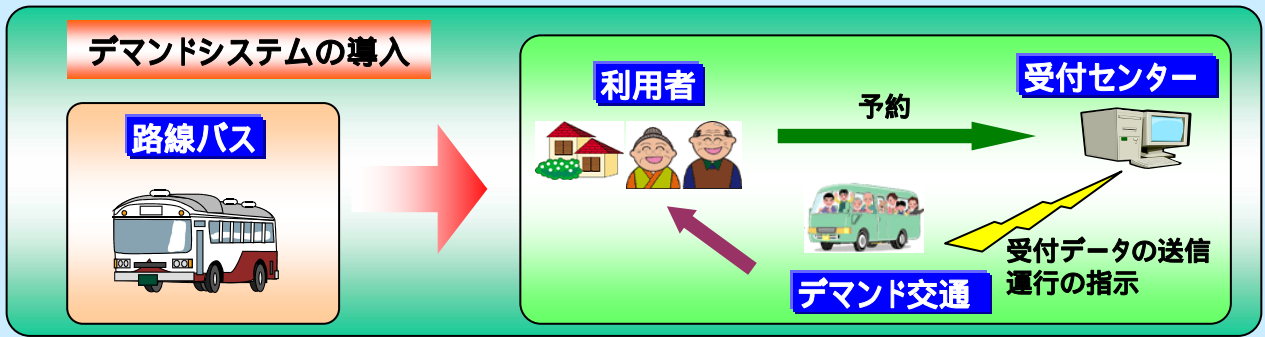 デマンドシステムの導入
路線バス
利用者
予約
受付センター
デマンド交通
受付データの送信
運行の指示